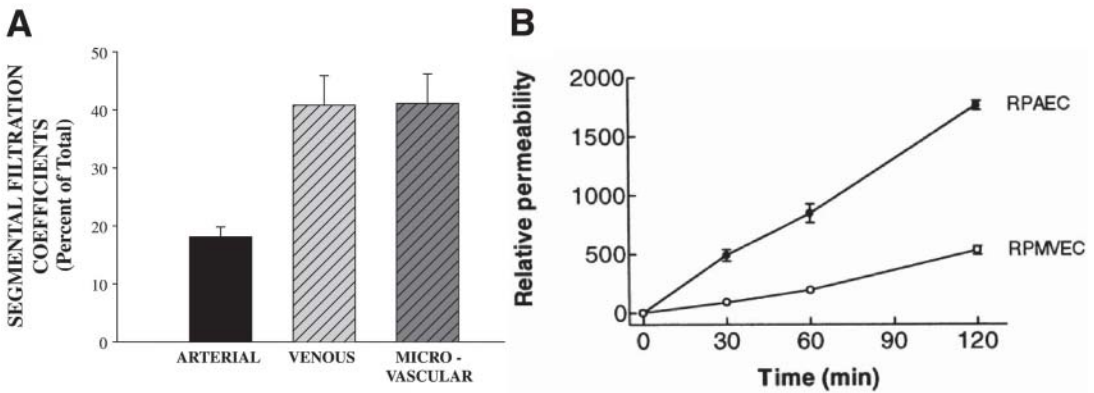 A
SEGMENTAL FILTRATION
COEFFICIENTS
(Percent of Total)
50
40
30
20
10
0
ARTERIAL
VENOUS
MICRO -
VASCULAR
B
Relative permeability
2000
1500
1000
500
0
RPAEC
RPMVEC
0 30 60 90 120
Time (min)